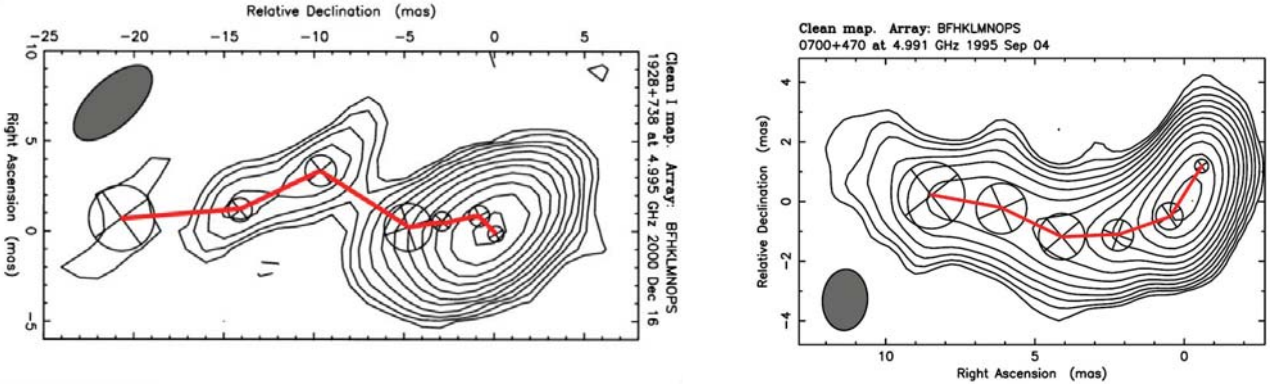 Relative Declination (mas)
-25 -20 -15 -10 -5 0 5
10 5 0 -5
Right Ascension (mas)
Clean I map. Array: BFHKLMNOPS
1928+738 at 4.995 GHz 2000 Dec 16
Clean map. Array: BFHKLMNOPS
0700+470 at 4.991 GHz 1995 Sep 04
4 2 0 -2 -4
Relative Declination (mas)
10 5 0
Right Ascension (mas)